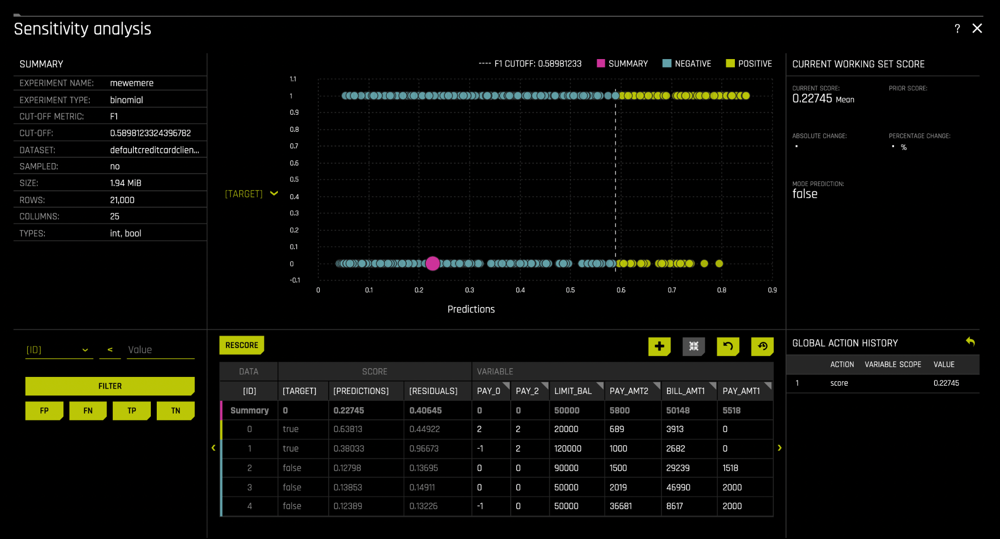 Sensitivity analysis
?
SUMMARY
EXPERIMENT NAME: mewemere
EXPERIMENT TYPE: binomial
CUT-OFF METRIC: F1
CUT-OFF: 0.5898123324396782
DATASET: defaultcreditcardclien...
SAMPLED: no
SIZE: 1.94 MiB
ROWS: 21,000
COLUMNS: 25
TYPES: int, bool
---- F1 CUTOFF: 0.58981233 SUMMARY NEGATIVE POSITIVE
1.1
1
0.9
0.8
0.7
0.6
0.5
[TARGET]
0.4
0.3
0.2
0.1
0
-0.1
0 0.1 0.2 0.3 0.4 0.5 0.6 0.7 0.8 0.9
Predictions
CURRENT WORKING SET SCORE
CURRENT SCORE: PRIOR SCORE:
0.22745 Mean
ABSOLUTE CHANGE: PERCENTAGE CHANGE:
%
MODE PREDICTION:
false
[ID] < Value
FILTER
FP FN TP TN
RESCORE
DATA SCORE VARIABLE
[ID] [TARGET] [PREDICTIONS] [RESIDUALS] PAY_0 PAY_2 LIMIT_BAL PAY_AMT2 BILL_AMT1 PAY_AMT1
Summary 0 0.22745 0.40645 0 0 50000 5800 50148 5518
0 true 0.63813 0.44922 2 2 20000 689 3913 0
1 true 0.38033 0.96673 -1 2 120000 1000 2682 0
2 false 0.12798 0.13695 0 0 90000 1500 29239 1518
3 false 0.13853 0.14911 0 0 50000 2019 46990 2000
4 false 0.12389 0.13226 -1 0 50000 36681 8617 2000
GLOBAL ACTION HISTORY
ACTION VARIABLE SCOPE VALUE
1 score 0.22745